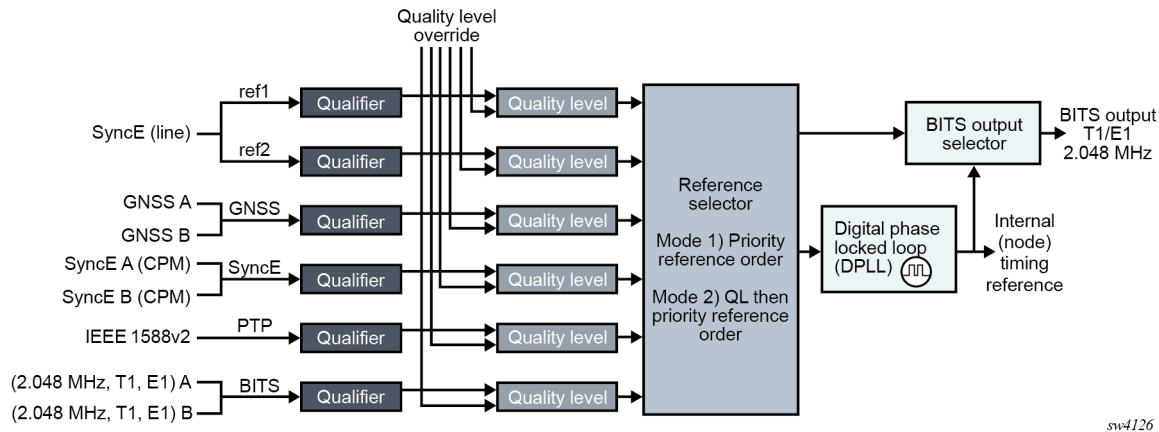 Quality level
override
SyncE (line)
ref1
Qualifier
Quality level
ref2
Qualifier
Quality level
GNSS A
GNSS B
GNSS
Qualifier
Quality level
SyncE A (CPM)
SyncE B (CPM)
SyncE
Qualifier
Quality level
IEEE 1588v2
PTP
Qualifier
Quality level
(2.048 MHz, T1, E1) A
(2.048 MHz, T1, E1) B
BITS
Qualifier
Quality level
Reference
selector
Mode 1) Priority
reference order
Mode 2) QL then
priority reference
order
BITS output
selector
BITS output
T1/E1
2.048 MHz
Digital phase
locked loop
(DPLL)
Internal
(node)
timing
reference
sw4126